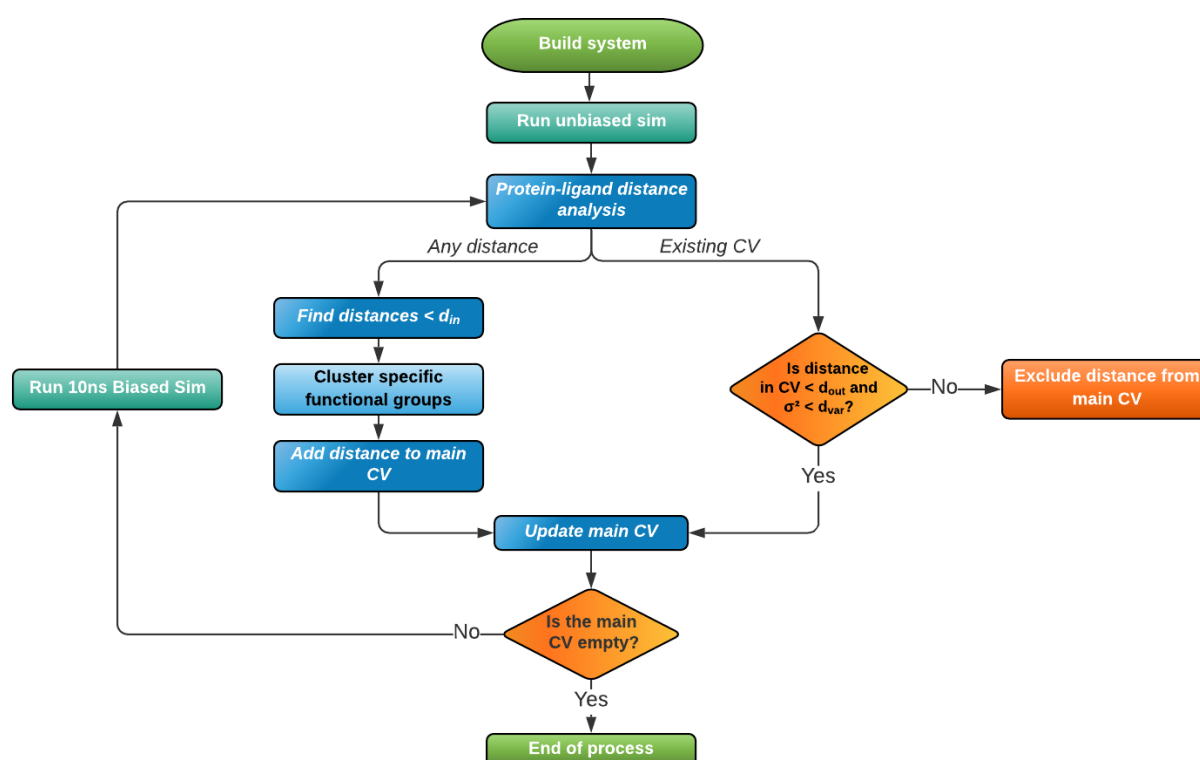 Build system
Run unbiased sim
Protein-ligand distance
analysis
Any distance
Existing CV
Find distances < din
Cluster specific
functional groups
Add distance to main
CV
Is distance
in CV < dout and
σ² < dvar?
No
Exclude distance from
main CV
Yes
Run 10ns Biased Sim
Update main CV
Is the main
CV empty?
No
Yes
End of process